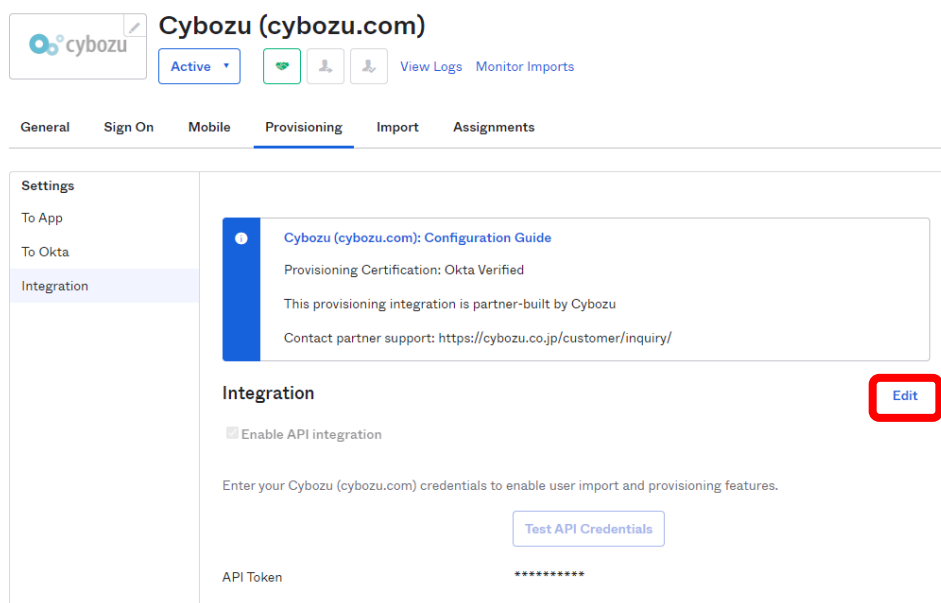 cybozu
Cybozu (cybozu.com)
Active
View Logs Monitor Imports
General Sign On Mobile Provisioning Import Assignments
Settings
To App
To Okta
Integration
Cybozu (cybozu.com): Configuration Guide
Provisioning Certification: Okta Verified
This provisioning integration is partner-built by Cybozu
Contact partner support: https://cybozu.co.jp/customer/inquiry/
Integration
Edit
Enable API integration
Enter your Cybozu (cybozu.com) credentials to enable user import and provisioning features.
Test API Credentials
API Token **********